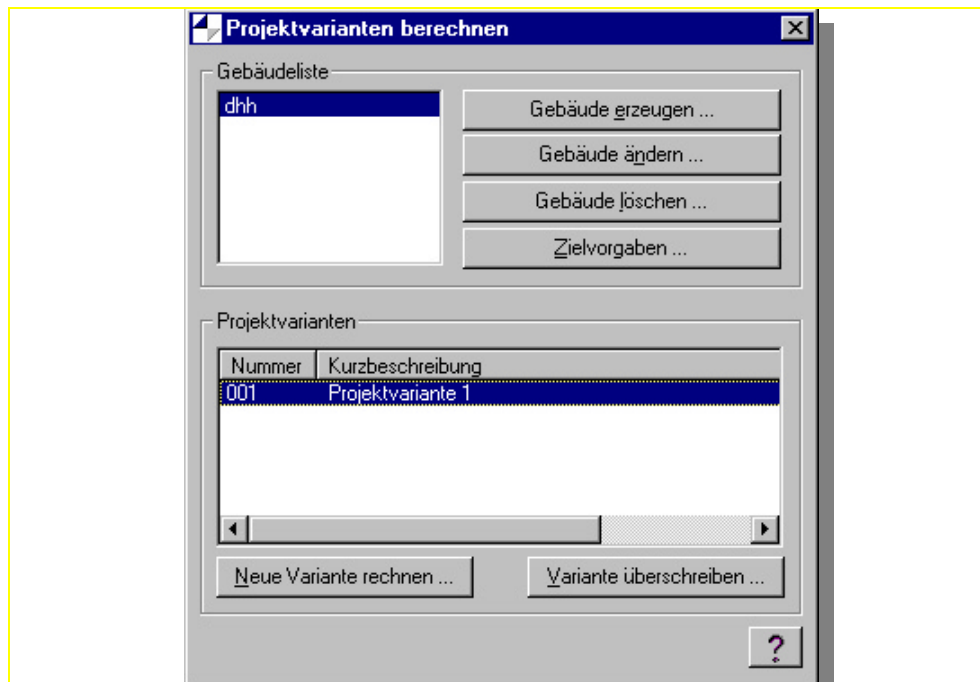 Projektvarianten berechnen
Gebäudeliste
dhh
Gebäude erzeugen ...
Gebäude ändern ...
Gebäude löschen ...
Zielvorgaben ...
Projektvarianten
Nummer Kurzbeschreibung
001 Projektvariante 1
Neue Variante rechnen ... Variante überschreiben ...
?